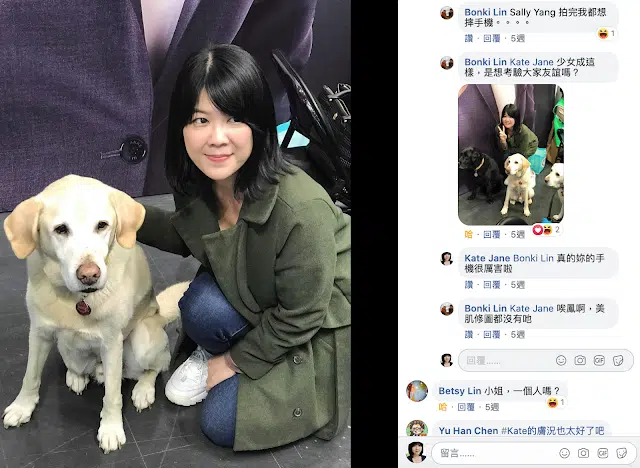 Bonki Lin Sally Yang 拍完我都想
摔手機。。。。
讚 · 回覆 · 5週
1
Bonki Lin Kate Jane 少女成這
樣，是想考驗大家友誼嗎？
哈 · 回覆 · 5週
2
Kate Jane Bonki Lin 真的妳的手
機很厲害啦
讚 · 回覆 · 5週
Bonki Lin Kate Jane 唉鳳啊，美
肌修圖都沒有吔
讚 · 回覆 · 5週
回覆……
GIF
Betsy Lin 小姐，一個人嗎？
哈 · 回覆 · 5週
1
Yu Han Chen #Kate的膚況也太好了吧
留言……
GIF